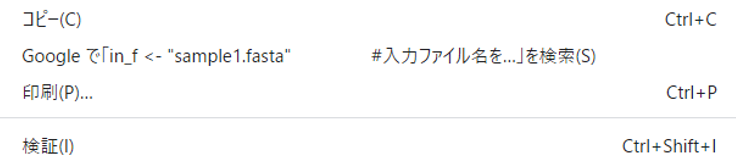 コピー(C) Ctrl+C
Google で「in_f <- "sample1.fasta" #入力ファイル名を...」を検索(S)
印刷(P)... Ctrl+P
検証(I) Ctrl+Shift+I